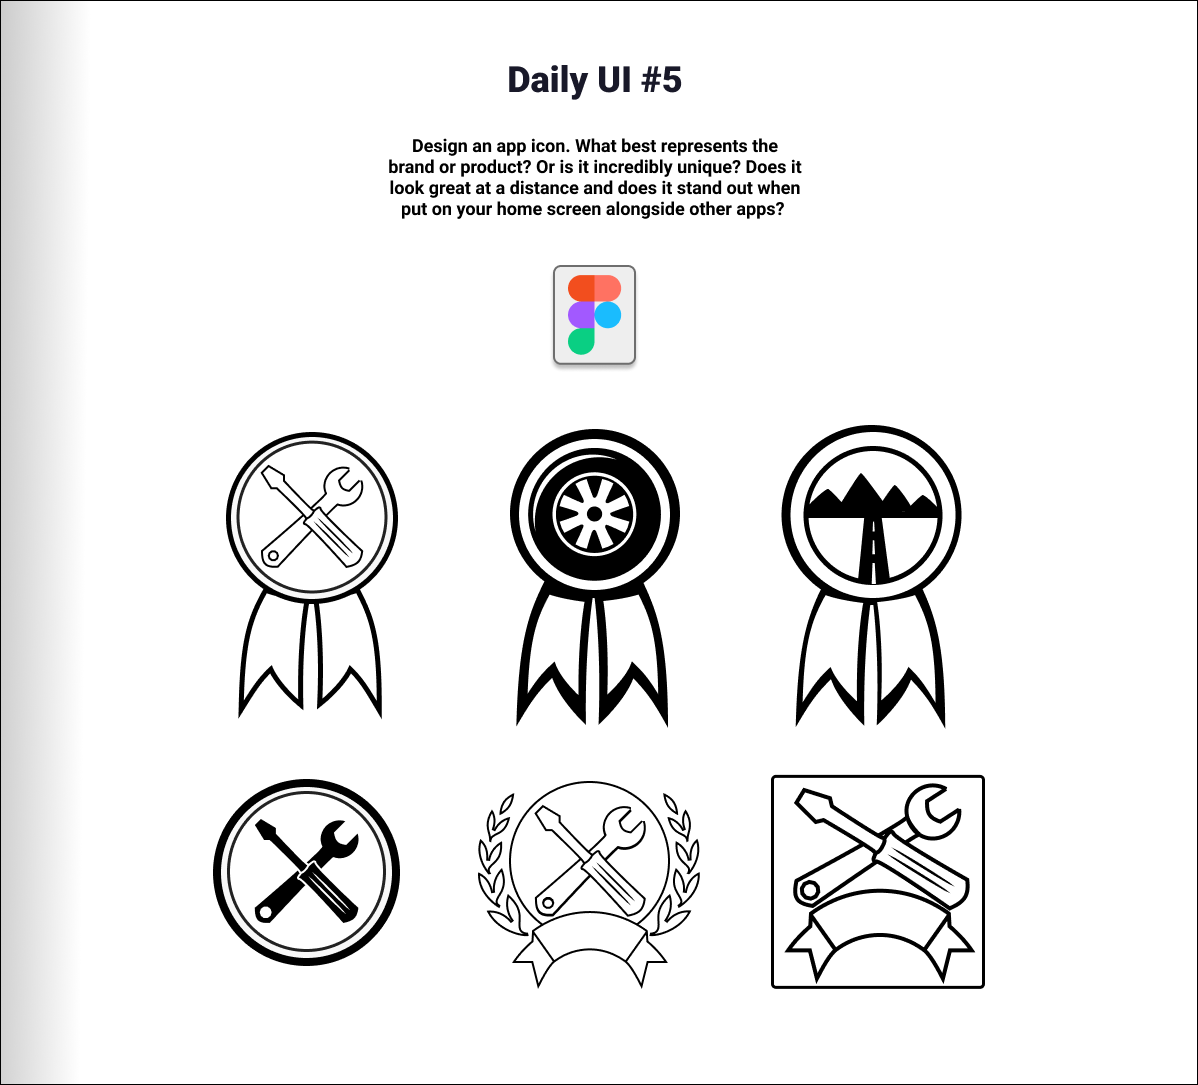 Daily UI #5
Design an app icon. What best represents the
brand or product? Or is it incredibly unique? Does it
look great at a distance and does it stand out when
put on your home screen alongside other apps?